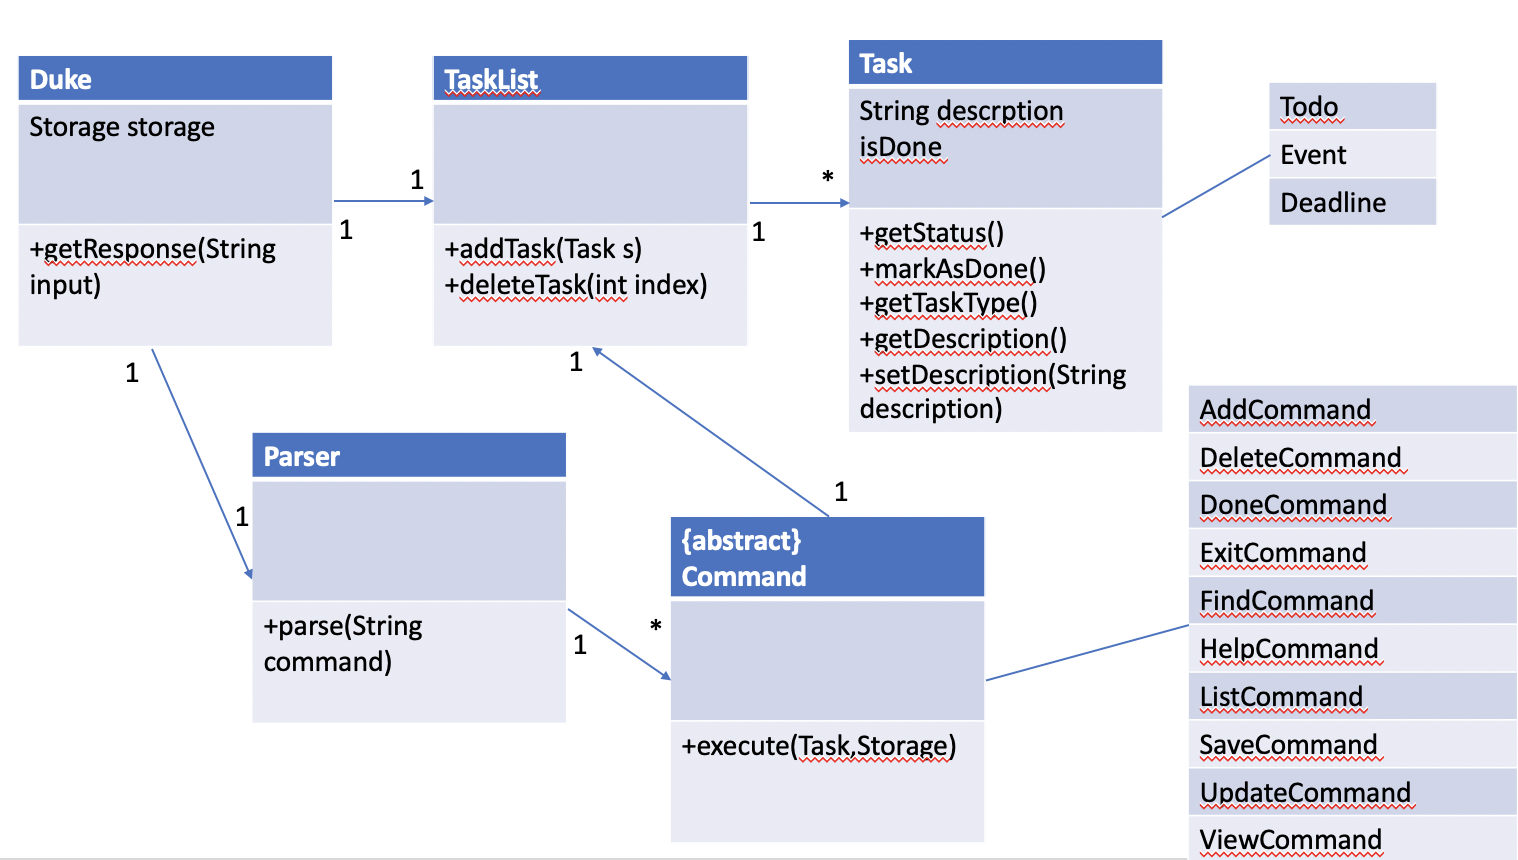 Duke
Storage storage
+getResponse(String
input)
1
1
TaskList
+addTask(Task s)
+deleteTask(int index)
1
*
Task
String descrption
isDone
+getStatus()
+markAsDone()
+getTaskType()
+getDescription()
+setDescription(String
description)
Todo
Event
Deadline
1
1
Parser
+parse(String
command)
1
*
1
1
{abstract}
Command
+execute(Task,Storage)
AddCommand
DeleteCommand
DoneCommand
ExitCommand
FindCommand
HelpCommand
ListCommand
SaveCommand
UpdateCommand
ViewCommand